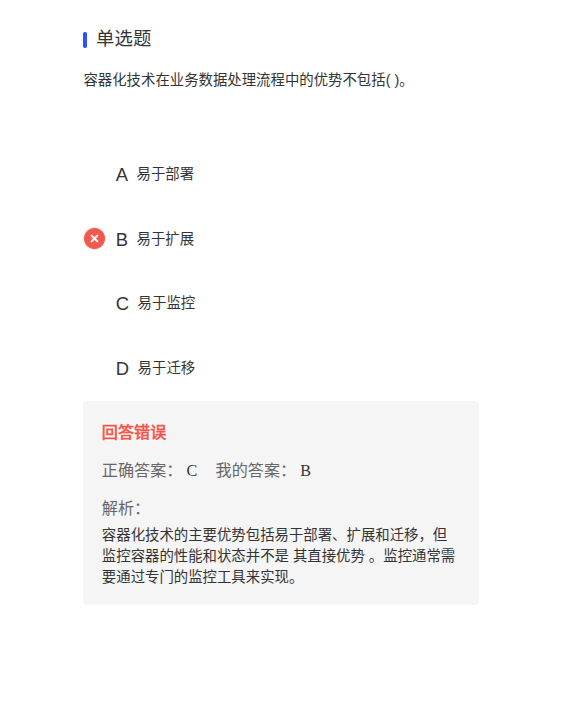 单选题
容器化技术在业务数据处理流程中的优势不包括( )。
A 易于部署
B 易于扩展
C 易于监控
D 易于迁移
回答错误
正确答案： C 我的答案： B
解析：
容器化技术的主要优势包括易于部署、扩展和迁移，但
监控容器的性能和状态并不是 其直接优势 。监控通常需
要通过专门的监控工具来实现。